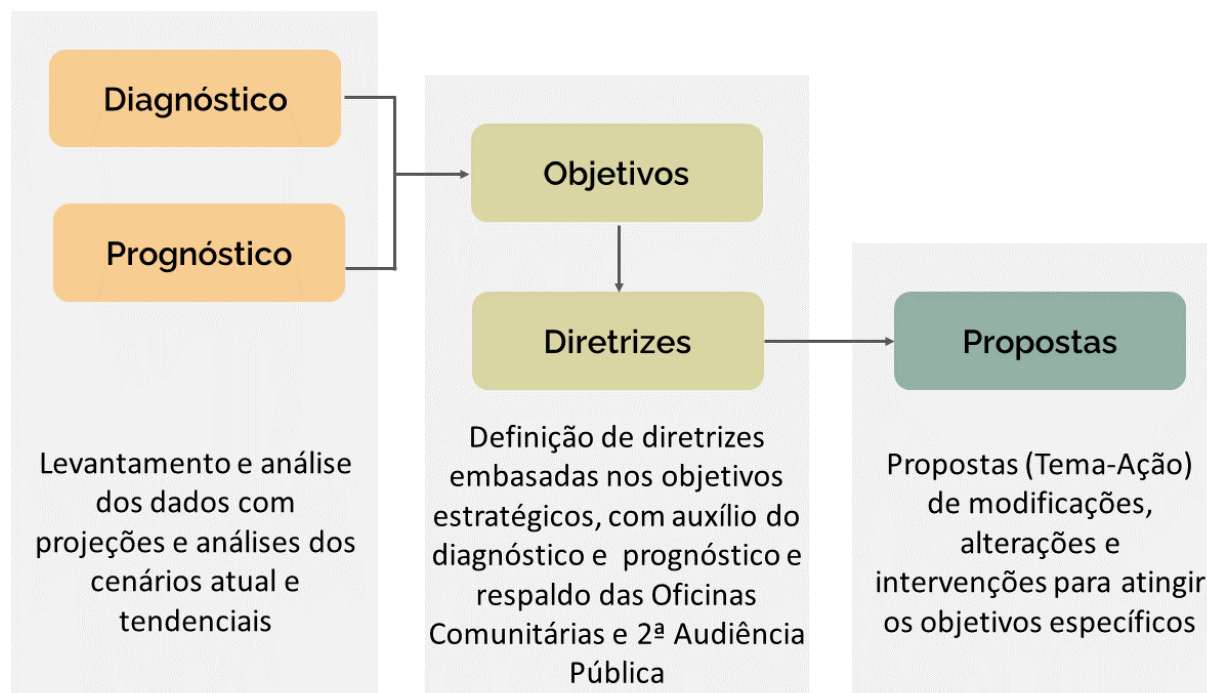 Diagnóstico
Prognóstico
Levantamento e análise
dos dados com
projeções e análises dos
cenários atual e
tendenciais
Objetivos
Diretrizes
Definição de diretrizes
embasadas nos objetivos
estratégicos, com auxílio do
diagnóstico e prognóstico e
respaldo das Oficinas
Comunitárias e 2ª Audiência
Pública
Propostas
Propostas (Tema-Ação)
de modificações,
alterações e
intervenções para atingir
os objetivos específicos